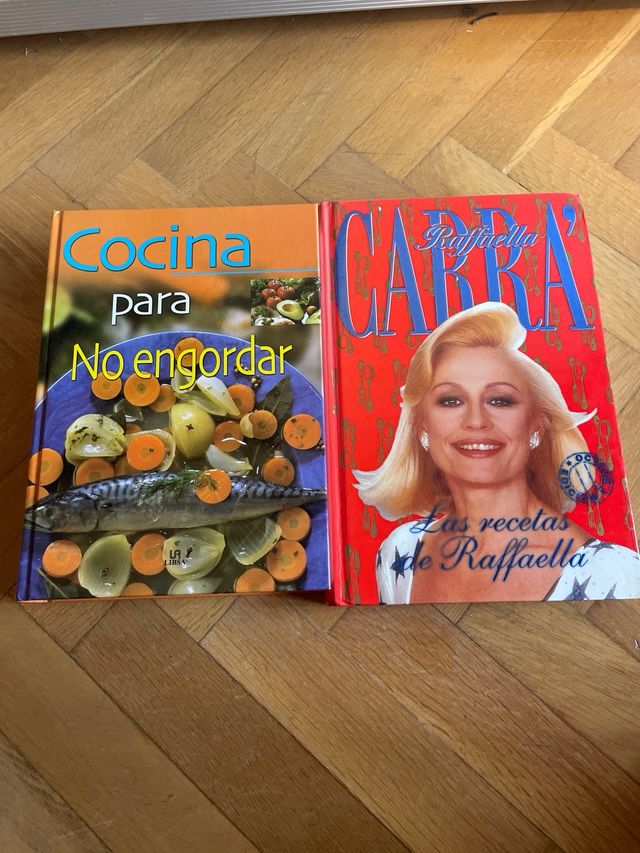 Cocina
para
No engordar
LA
LIBSA
CARRA'
Raffaella
Las recetas
de Raffaella